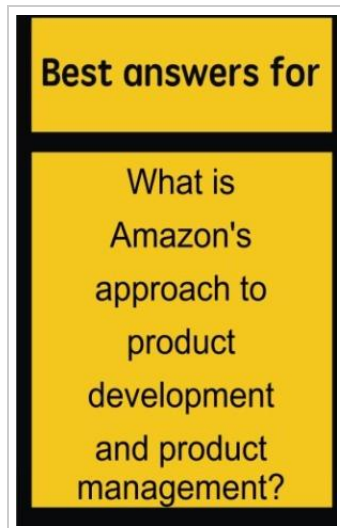 Best answers for
What is
Amazon's
approach to
product
development
and product
management?